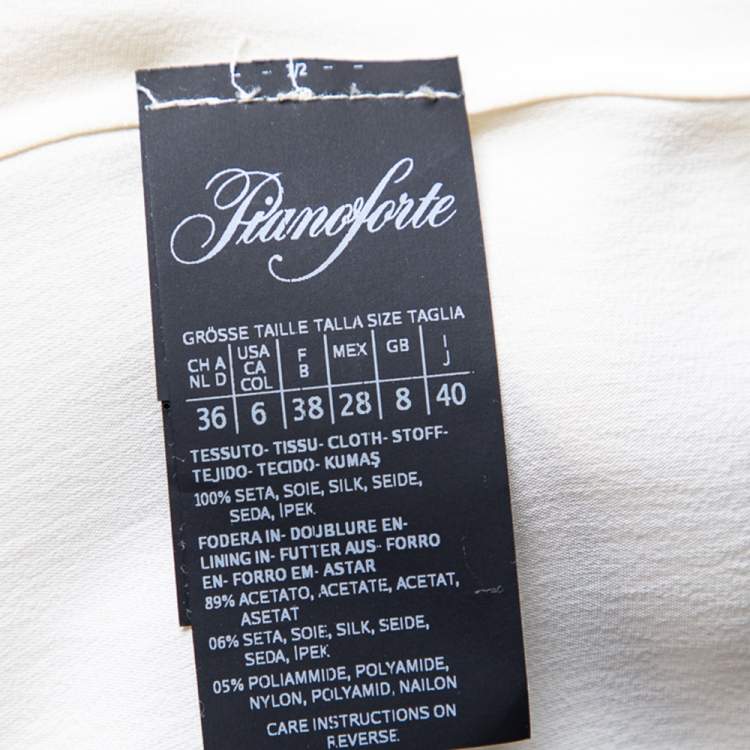 1/2
Pianoforte
GRÖSSE TAILLE TALLA SIZE TAGLIA
CH A NL D USA CA COL F B MEX GB I J
36 6 38 28 8 40
TESSUTO- TISSU- CLOTH- STOFF-
TEJIDO- TECIDO- KUMAŞ
100% SETA, SOIE, SILK, SEIDE,
SEDA, İPEK
FODERA IN- DOUBLURE EN-
LINING IN- FUTTER AUS- FORRO
EN- FORRO EM- ASTAR
89% ACETATO, ACETATE, ACETAT,
ASETAT
06% SETA, SOIE, SILK, SEIDE,
SEDA, İPEK
05% POLIAMMIDE, POLYAMIDE,
NYLON, POLYAMID, NAILON
CARE INSTRUCTIONS ON
REVERSE